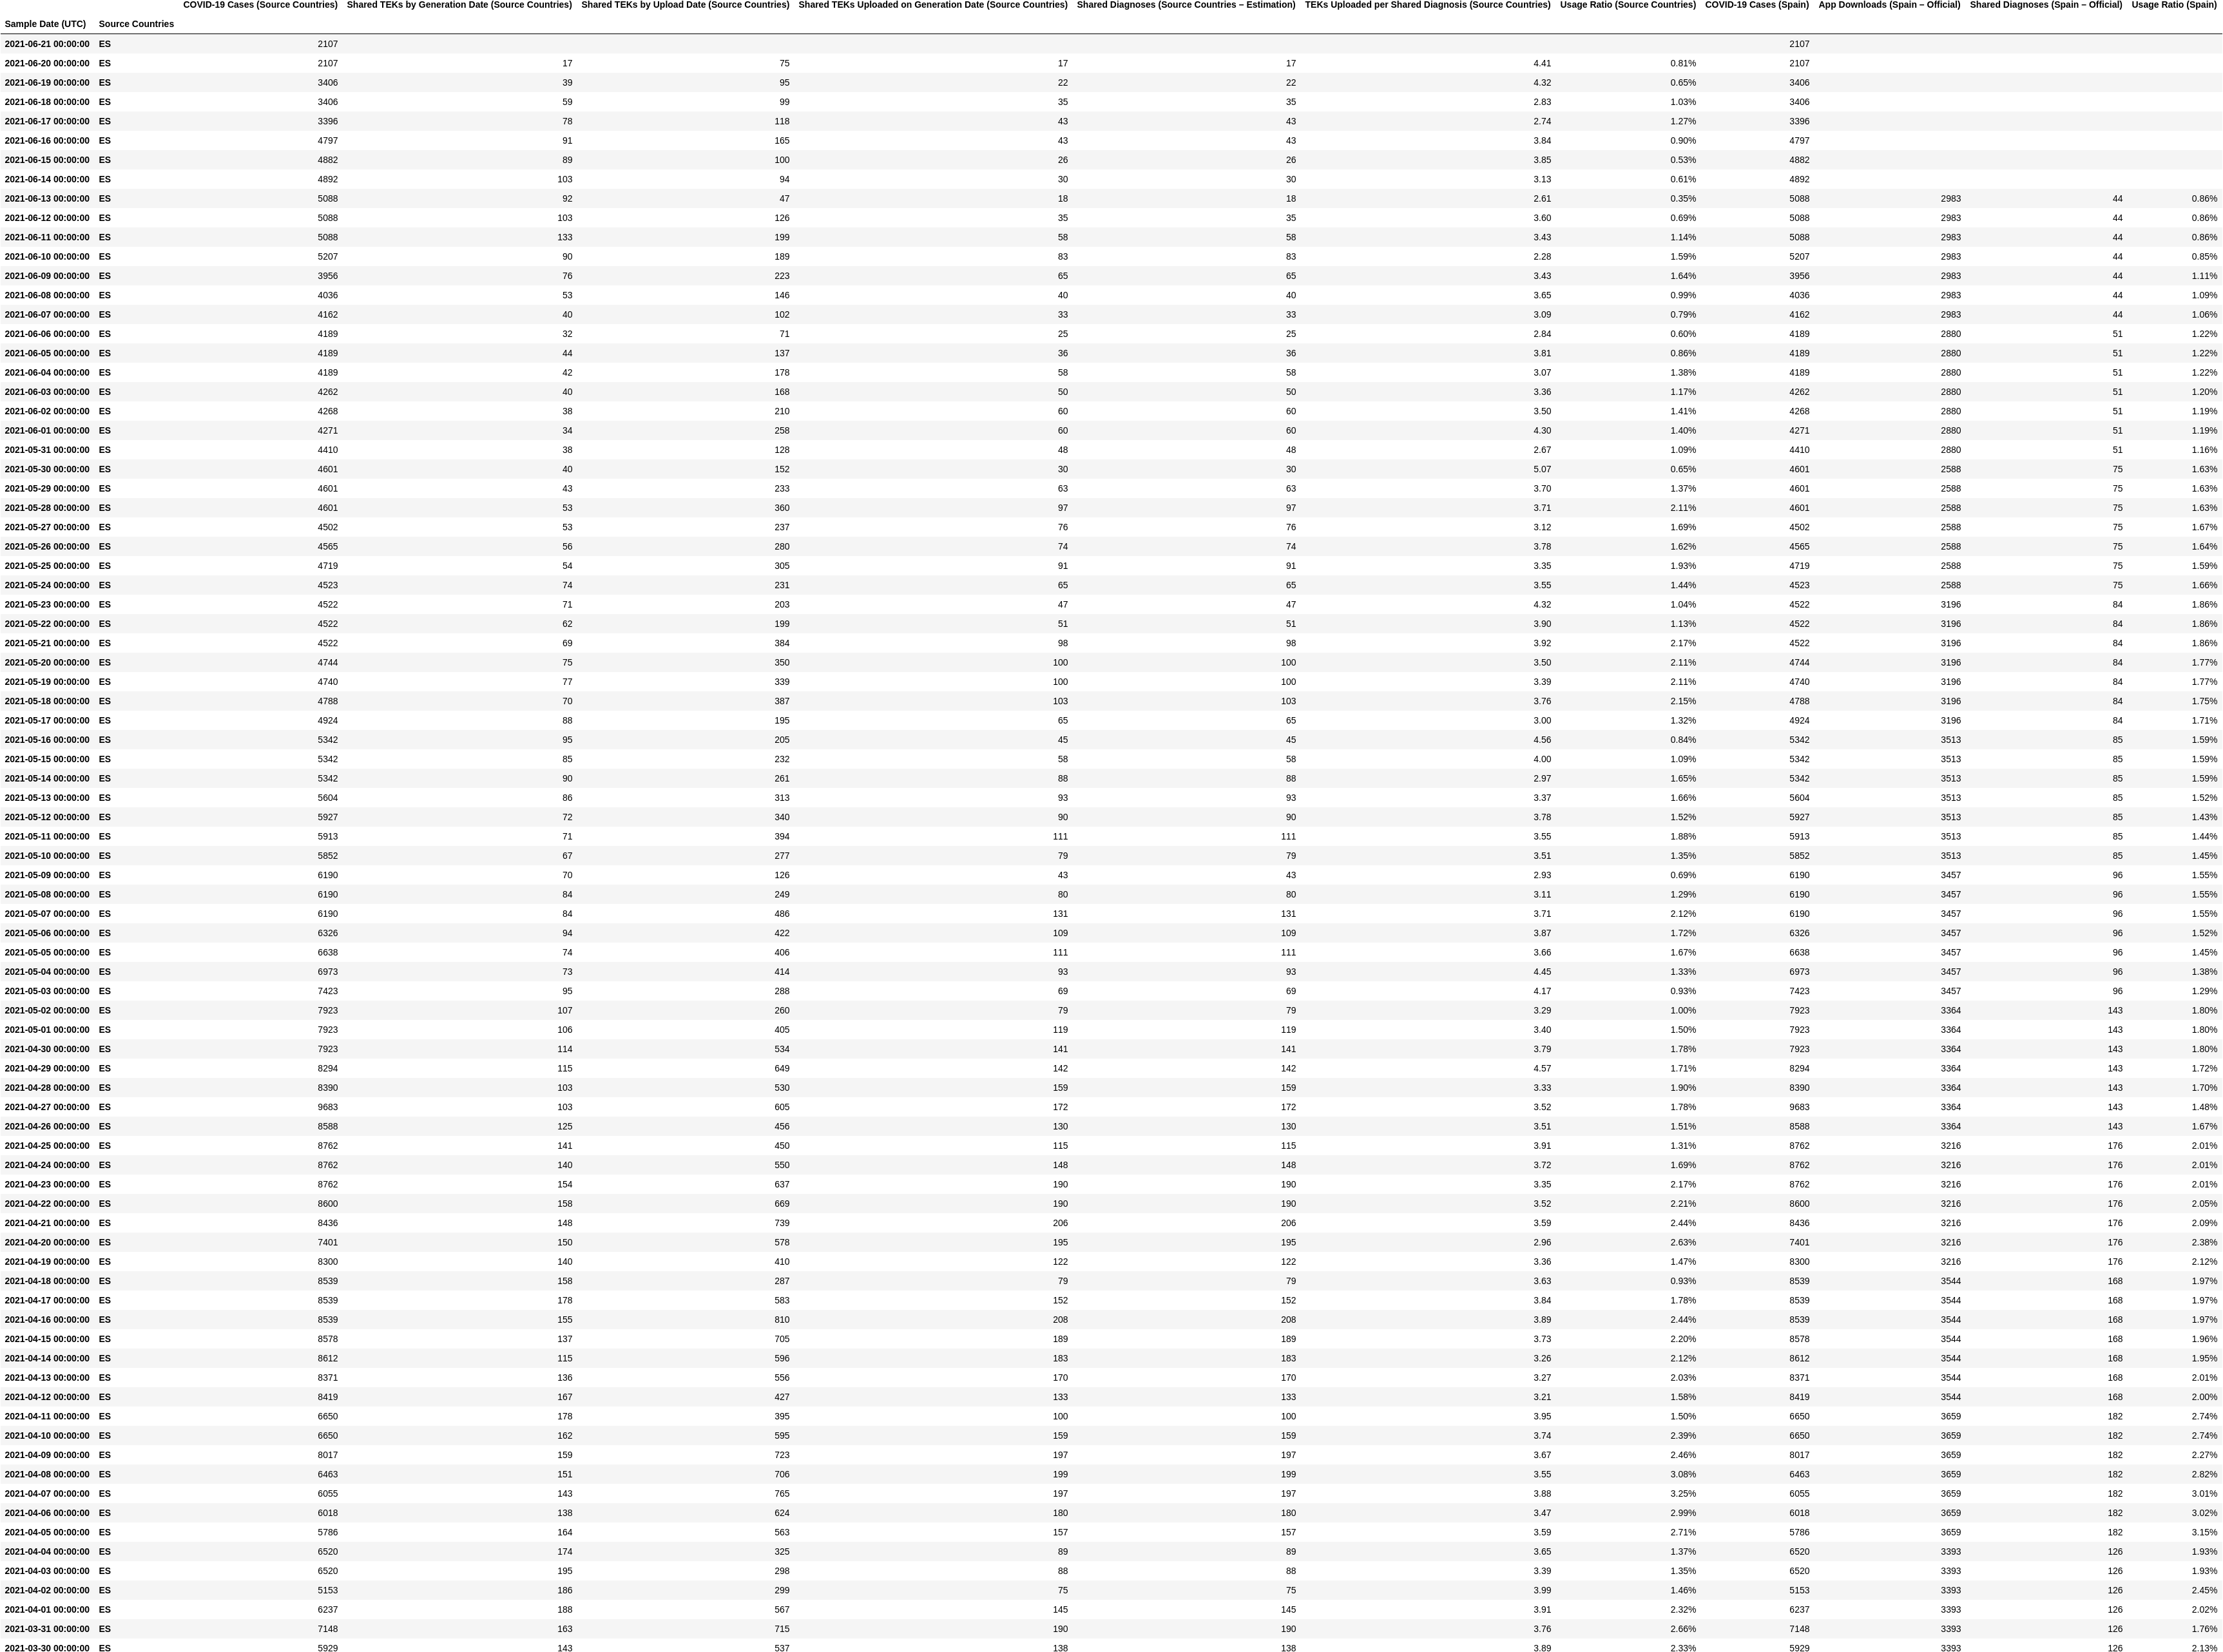 COVID-19 Cases (Source Countries) Shared TEKs by Generation Date (Source Countries) Shared TEKs by Upload Date (Source Countries) Shared TEKs Uploaded on Generation Date (Source Countries) Shared Diagnoses (Source Countries – Estimation) TEKs Uploaded per Shared Diagnosis (Source Countries) Usage Ratio (Source Countries) COVID-19 Cases (Spain) App Downloads (Spain – Official) Shared Diagnoses (Spain – Official) Usage Ratio (Spain)
Sample Date (UTC) Source Countries
2021-06-21 00:00:00 ES 2107 2107
2021-06-20 00:00:00 ES 2107 17 75 17 17 4.41 0.81% 2107
2021-06-19 00:00:00 ES 3406 39 95 22 22 4.32 0.65% 3406
2021-06-18 00:00:00 ES 3406 59 99 35 35 2.83 1.03% 3406
2021-06-17 00:00:00 ES 3396 78 118 43 43 2.74 1.27% 3396
2021-06-16 00:00:00 ES 4797 91 165 43 43 3.84 0.90% 4797
2021-06-15 00:00:00 ES 4882 89 100 26 26 3.85 0.53% 4882
2021-06-14 00:00:00 ES 4892 103 94 30 30 3.13 0.61% 4892
2021-06-13 00:00:00 ES 5088 92 47 18 18 2.61 0.35% 5088 2983 44 0.86%
2021-06-12 00:00:00 ES 5088 103 126 35 35 3.60 0.69% 5088 2983 44 0.86%
2021-06-11 00:00:00 ES 5088 133 199 58 58 3.43 1.14% 5088 2983 44 0.86%
2021-06-10 00:00:00 ES 5207 90 189 83 83 2.28 1.59% 5207 2983 44 0.85%
2021-06-09 00:00:00 ES 3956 76 223 65 65 3.43 1.64% 3956 2983 44 1.11%
2021-06-08 00:00:00 ES 4036 53 146 40 40 3.65 0.99% 4036 2983 44 1.09%
2021-06-07 00:00:00 ES 4162 40 102 33 33 3.09 0.79% 4162 2983 44 1.06%
2021-06-06 00:00:00 ES 4189 32 71 25 25 2.84 0.60% 4189 2880 51 1.22%
2021-06-05 00:00:00 ES 4189 44 137 36 36 3.81 0.86% 4189 2880 51 1.22%
2021-06-04 00:00:00 ES 4189 42 178 58 58 3.07 1.38% 4189 2880 51 1.22%
2021-06-03 00:00:00 ES 4262 40 168 50 50 3.36 1.17% 4262 2880 51 1.20%
2021-06-02 00:00:00 ES 4268 38 210 60 60 3.50 1.41% 4268 2880 51 1.19%
2021-06-01 00:00:00 ES 4271 34 258 60 60 4.30 1.40% 4271 2880 51 1.19%
2021-05-31 00:00:00 ES 4410 38 128 48 48 2.67 1.09% 4410 2880 51 1.16%
2021-05-30 00:00:00 ES 4601 40 152 30 30 5.07 0.65% 4601 2588 75 1.63%
2021-05-29 00:00:00 ES 4601 43 233 63 63 3.70 1.37% 4601 2588 75 1.63%
2021-05-28 00:00:00 ES 4601 53 360 97 97 3.71 2.11% 4601 2588 75 1.63%
2021-05-27 00:00:00 ES 4502 53 237 76 76 3.12 1.69% 4502 2588 75 1.67%
2021-05-26 00:00:00 ES 4565 56 280 74 74 3.78 1.62% 4565 2588 75 1.64%
2021-05-25 00:00:00 ES 4719 54 305 91 91 3.35 1.93% 4719 2588 75 1.59%
2021-05-24 00:00:00 ES 4523 74 231 65 65 3.55 1.44% 4523 2588 75 1.66%
2021-05-23 00:00:00 ES 4522 71 203 47 47 4.32 1.04% 4522 3196 84 1.86%
2021-05-22 00:00:00 ES 4522 62 199 51 51 3.90 1.13% 4522 3196 84 1.86%
2021-05-21 00:00:00 ES 4522 69 384 98 98 3.92 2.17% 4522 3196 84 1.86%
2021-05-20 00:00:00 ES 4744 75 350 100 100 3.50 2.11% 4744 3196 84 1.77%
2021-05-19 00:00:00 ES 4740 77 339 100 100 3.39 2.11% 4740 3196 84 1.77%
2021-05-18 00:00:00 ES 4788 70 387 103 103 3.76 2.15% 4788 3196 84 1.75%
2021-05-17 00:00:00 ES 4924 88 195 65 65 3.00 1.32% 4924 3196 84 1.71%
2021-05-16 00:00:00 ES 5342 95 205 45 45 4.56 0.84% 5342 3513 85 1.59%
2021-05-15 00:00:00 ES 5342 85 232 58 58 4.00 1.09% 5342 3513 85 1.59%
2021-05-14 00:00:00 ES 5342 90 261 88 88 2.97 1.65% 5342 3513 85 1.59%
2021-05-13 00:00:00 ES 5604 86 313 93 93 3.37 1.66% 5604 3513 85 1.52%
2021-05-12 00:00:00 ES 5927 72 340 90 90 3.78 1.52% 5927 3513 85 1.43%
2021-05-11 00:00:00 ES 5913 71 394 111 111 3.55 1.88% 5913 3513 85 1.44%
2021-05-10 00:00:00 ES 5852 67 277 79 79 3.51 1.35% 5852 3513 85 1.45%
2021-05-09 00:00:00 ES 6190 70 126 43 43 2.93 0.69% 6190 3457 96 1.55%
2021-05-08 00:00:00 ES 6190 84 249 80 80 3.11 1.29% 6190 3457 96 1.55%
2021-05-07 00:00:00 ES 6190 84 486 131 131 3.71 2.12% 6190 3457 96 1.55%
2021-05-06 00:00:00 ES 6326 94 422 109 109 3.87 1.72% 6326 3457 96 1.52%
2021-05-05 00:00:00 ES 6638 74 406 111 111 3.66 1.67% 6638 3457 96 1.45%
2021-05-04 00:00:00 ES 6973 73 414 93 93 4.45 1.33% 6973 3457 96 1.38%
2021-05-03 00:00:00 ES 7423 95 288 69 69 4.17 0.93% 7423 3457 96 1.29%
2021-05-02 00:00:00 ES 7923 107 260 79 79 3.29 1.00% 7923 3364 143 1.80%
2021-05-01 00:00:00 ES 7923 106 405 119 119 3.40 1.50% 7923 3364 143 1.80%
2021-04-30 00:00:00 ES 7923 114 534 141 141 3.79 1.78% 7923 3364 143 1.80%
2021-04-29 00:00:00 ES 8294 115 649 142 142 4.57 1.71% 8294 3364 143 1.72%
2021-04-28 00:00:00 ES 8390 103 530 159 159 3.33 1.90% 8390 3364 143 1.70%
2021-04-27 00:00:00 ES 9683 103 605 172 172 3.52 1.78% 9683 3364 143 1.48%
2021-04-26 00:00:00 ES 8588 125 456 130 130 3.51 1.51% 8588 3364 143 1.67%
2021-04-25 00:00:00 ES 8762 141 450 115 115 3.91 1.31% 8762 3216 176 2.01%
2021-04-24 00:00:00 ES 8762 140 550 148 148 3.72 1.69% 8762 3216 176 2.01%
2021-04-23 00:00:00 ES 8762 154 637 190 190 3.35 2.17% 8762 3216 176 2.01%
2021-04-22 00:00:00 ES 8600 158 669 190 190 3.52 2.21% 8600 3216 176 2.05%
2021-04-21 00:00:00 ES 8436 148 739 206 206 3.59 2.44% 8436 3216 176 2.09%
2021-04-20 00:00:00 ES 7401 150 578 195 195 2.96 2.63% 7401 3216 176 2.38%
2021-04-19 00:00:00 ES 8300 140 410 122 122 3.36 1.47% 8300 3216 176 2.12%
2021-04-18 00:00:00 ES 8539 158 287 79 79 3.63 0.93% 8539 3544 168 1.97%
2021-04-17 00:00:00 ES 8539 178 583 152 152 3.84 1.78% 8539 3544 168 1.97%
2021-04-16 00:00:00 ES 8539 155 810 208 208 3.89 2.44% 8539 3544 168 1.97%
2021-04-15 00:00:00 ES 8578 137 705 189 189 3.73 2.20% 8578 3544 168 1.96%
2021-04-14 00:00:00 ES 8612 115 596 183 183 3.26 2.12% 8612 3544 168 1.95%
2021-04-13 00:00:00 ES 8371 136 556 170 170 3.27 2.03% 8371 3544 168 2.01%
2021-04-12 00:00:00 ES 8419 167 427 133 133 3.21 1.58% 8419 3544 168 2.00%
2021-04-11 00:00:00 ES 6650 178 395 100 100 3.95 1.50% 6650 3659 182 2.74%
2021-04-10 00:00:00 ES 6650 162 595 159 159 3.74 2.39% 6650 3659 182 2.74%
2021-04-09 00:00:00 ES 8017 159 723 197 197 3.67 2.46% 8017 3659 182 2.27%
2021-04-08 00:00:00 ES 6463 151 706 199 199 3.55 3.08% 6463 3659 182 2.82%
2021-04-07 00:00:00 ES 6055 143 765 197 197 3.88 3.25% 6055 3659 182 3.01%
2021-04-06 00:00:00 ES 6018 138 624 180 180 3.47 2.99% 6018 3659 182 3.02%
2021-04-05 00:00:00 ES 5786 164 563 157 157 3.59 2.71% 5786 3659 182 3.15%
2021-04-04 00:00:00 ES 6520 174 325 89 89 3.65 1.37% 6520 3393 126 1.93%
2021-04-03 00:00:00 ES 6520 195 298 88 88 3.39 1.35% 6520 3393 126 1.93%
2021-04-02 00:00:00 ES 5153 186 299 75 75 3.99 1.46% 5153 3393 126 2.45%
2021-04-01 00:00:00 ES 6237 188 567 145 145 3.91 2.32% 6237 3393 126 2.02%
2021-03-31 00:00:00 ES 7148 163 715 190 190 3.76 2.66% 7148 3393 126 1.76%
2021-03-30 00:00:00 ES 5929 143 537 138 138 3.89 2.33% 5929 3393 126 2.13%